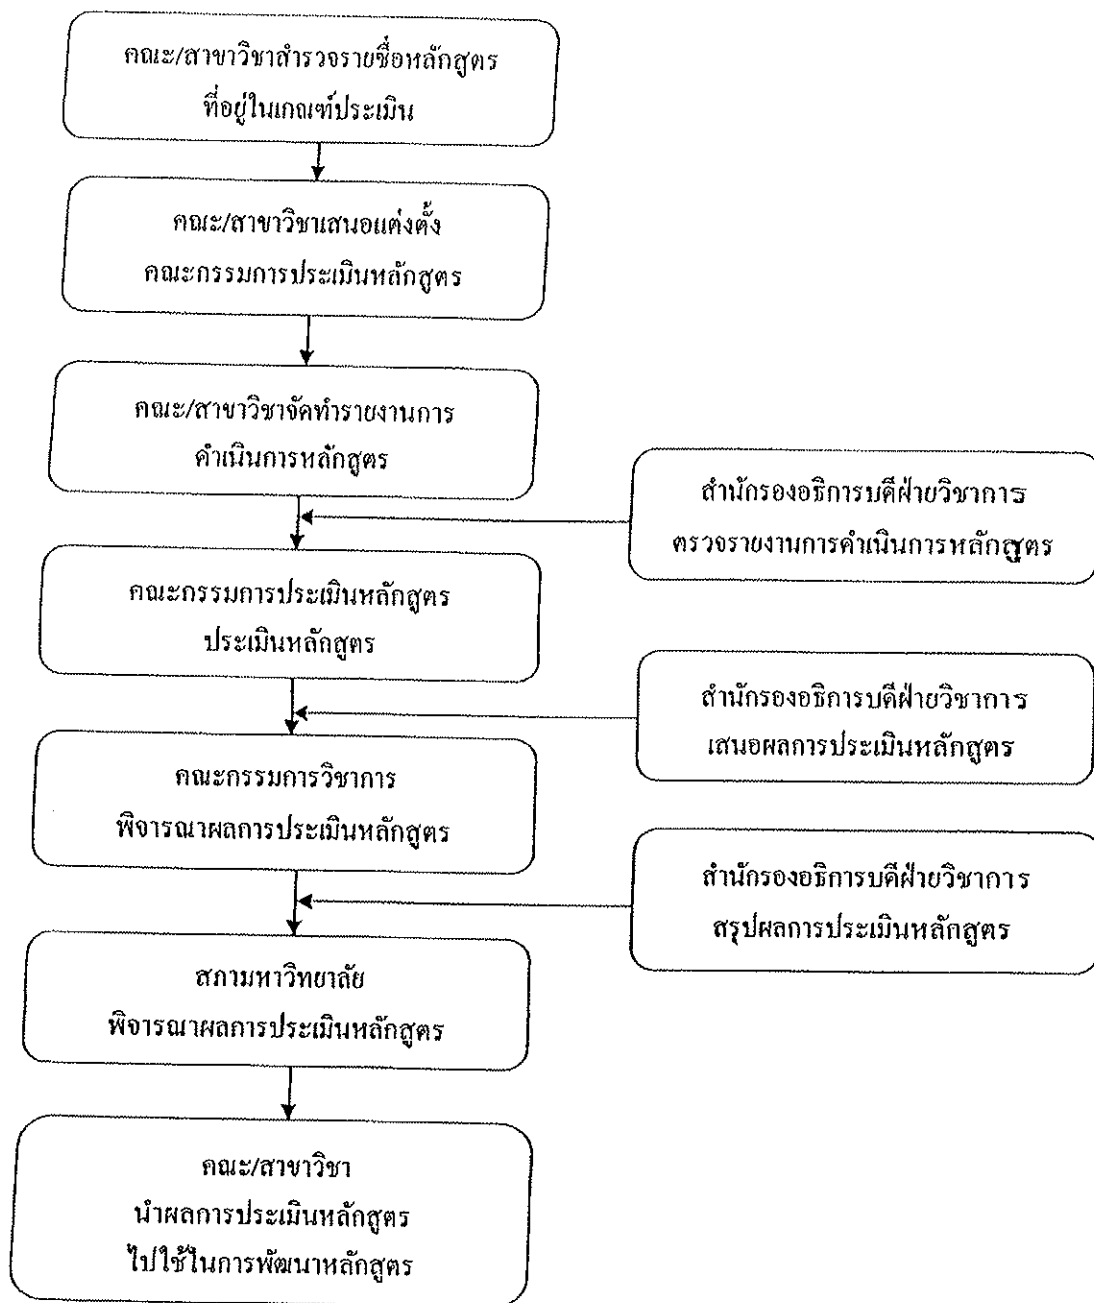 คณะ/สาขาวิชาสำรวจรายชื่อหลักสูตร
ที่อยู่ในเกณฑ์ประเมิน
คณะ/สาขาวิชาเสนอแต่งตั้ง
คณะกรรมการประเมินหลักสูตร
คณะ/สาขาวิชาจัดทำรายงานการ
ดำเนินการหลักสูตร
สำนักรองอธิการบดีฝ่ายวิชาการ
ตรวจรายงานการดำเนินการหลักสูตร
คณะกรรมการประเมินหลักสูตร
ประเมินหลักสูตร
สำนักรองอธิการบดีฝ่ายวิชาการ
เสนอผลการประเมินหลักสูตร
คณะกรรมการวิชาการ
พิจารณาผลการประเมินหลักสูตร
สำนักรองอธิการบดีฝ่ายวิชาการ
สรุปผลการประเมินหลักสูตร
สภามหาวิทยาลัย
พิจารณาผลการประเมินหลักสูตร
คณะ/สาขาวิชา
นำผลการประเมินหลักสูตร
ไปใช้ในการพัฒนาหลักสูตร